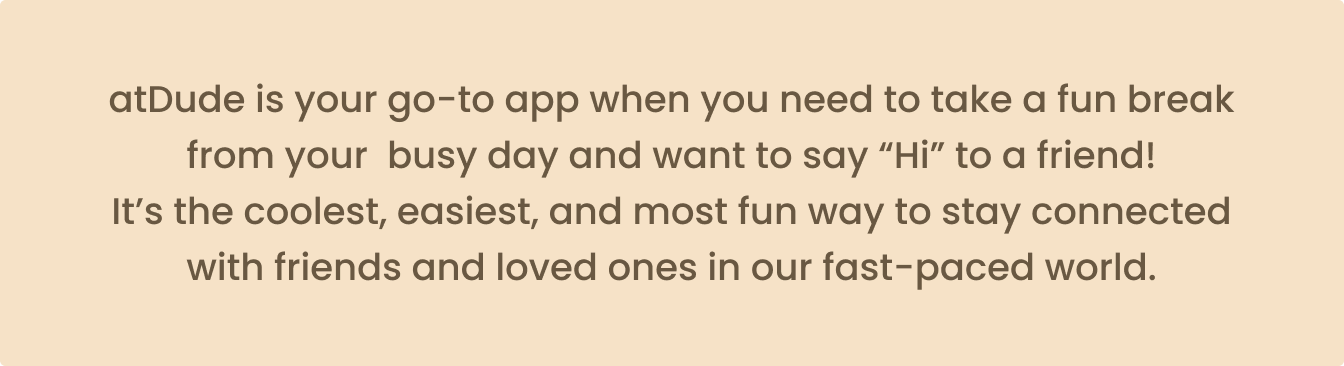 atDude is your go-to app when you need to take a fun break
from your  busy day and want to say “Hi” to a friend!
It’s the coolest, easiest, and most fun way to stay connected
with friends and loved ones in our fast-paced world.